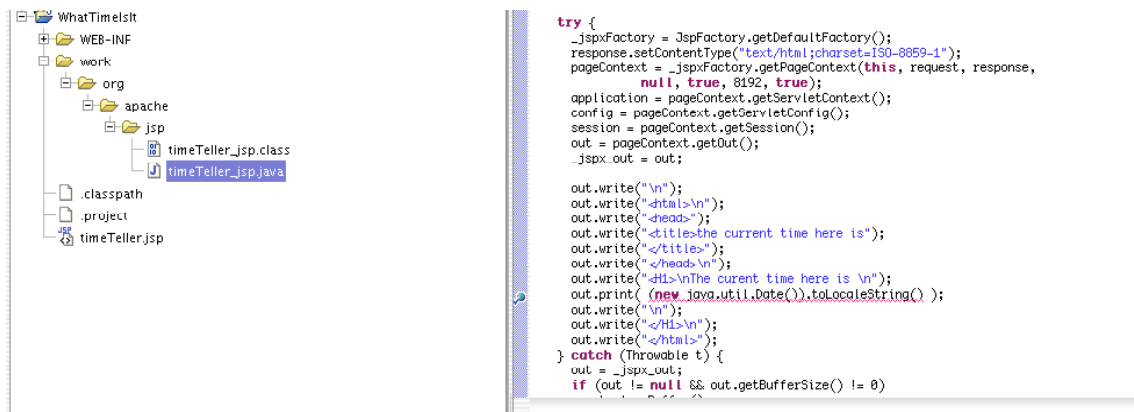 WhatTimeIsIt
WEB-INF
work
org
apache
jsp
timeTeller_jsp.class
timeTeller_jsp.java
.classpath
.project
timeTeller.jsp
try {
_jspxFactory = JspFactory.getDefaultFactory();
response.setContentType("text/html;charset=ISO-8859-1");
pageContext = _jspxFactory.getPageContext(this, request, response,
null, true, 8192, true);
application = pageContext.getServletContext();
config = pageContext.getServletConfig();
session = pageContext.getSession();
out = pageContext.getOut();
_jspx_out = out;
out.write("\n");
out.write("<html>\n");
out.write("<head>");
out.write("<title>the current time here is");
out.write("</title>");
out.write("</head>\n");
out.write("<H1>\nThe curent time here is \n");
out.print( (new java.util.Date()).toLocaleString() );
out.write("\n");
out.write("</H1>\n");
out.write("</html>");
} catch (Throwable t) {
out = _jspx_out;
if (out != null && out.getBufferSize() != 0)